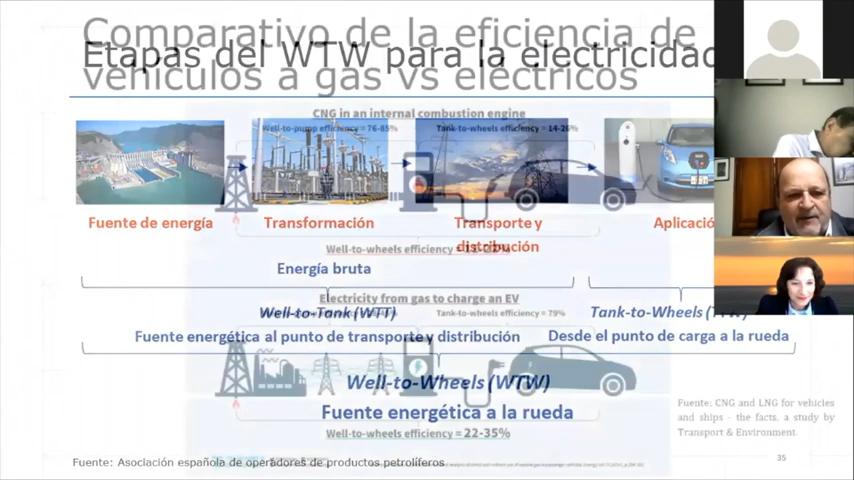 Comparativo de la eficiencia de
vehículos a gas vs eléctricos
Etapas del WTW para la electricidad
CNG in an internal combustion engine
Well-to-pump efficiency = 76-85%
Tank-to-wheels efficiency = 14-26%
Fuente de energía
Transformación
Transporte y
distribución
Aplicació
Well-to-wheels efficiency =
Energía bruta
Electricity from gas to charge an EV
Well-to-Tank (WTT)
Tank-to-wheels efficiency = 79%
Tank-to-Wheels (
Fuente energética al punto de transporte y distribución
Desde el punto de carga a la rueda
Well-to-Wheels (WTW)
Fuente energética a la rueda
Well-to-wheels efficiency = 22-35%
Fuente: CNG and LNG for vehicles
and ships - the facts, a study by
Transport & Environment.
Fuente: Asociación española de operadores de productos petrolíferos
35